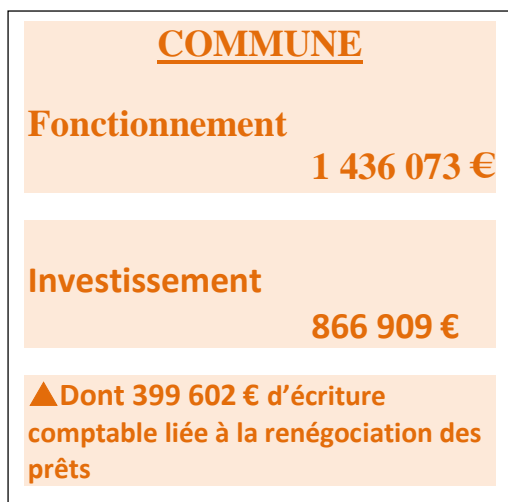 COMMUNE
Fonctionnement
1 436 073 €
Investissement
866 909 €
▲Dont 399 602 € d’écriture
comptable liée à la renégociation des
prêts